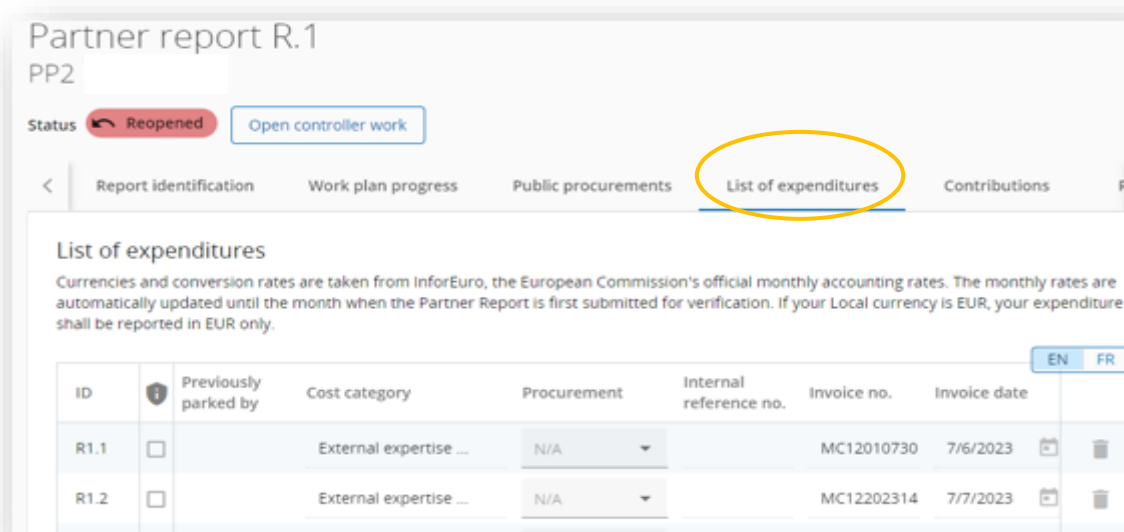 Partner report R.1
PP2
Status Reopened Open controller work
Report identification Work plan progress Public procurements List of expenditures Contributions
List of expenditures
Currencies and conversion rates are taken from InforEuro, the European Commission's official monthly accounting rates. The monthly rates are
automatically updated until the month when the Partner Report is first submitted for verification. If your Local currency is EUR, your expenditure
shall be reported in EUR only.
EN FR
ID Previously parked by Cost category Procurement Internal reference no. Invoice no. Invoice date
R1.1 External expertise ... N/A MC12010730 7/6/2023
R1.2 External expertise ... N/A MC12202314 7/7/2023